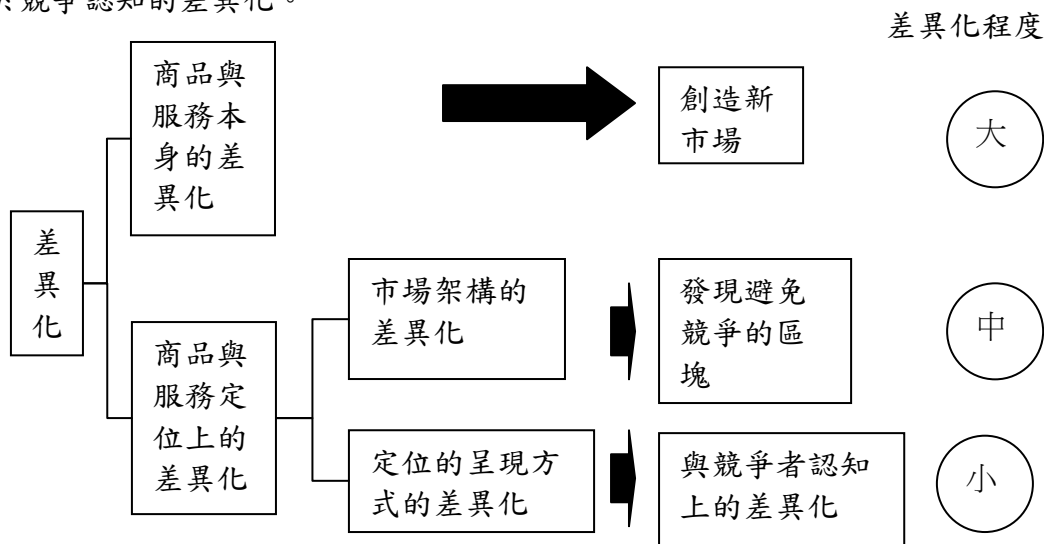 競爭認知的差異化。
差異化程度
商品與
服務本
身的差
異化
創造新
市場
大
差
異
化
市場架構的
差異化
發現避免
競爭的區
塊
中
商品與
服務定
位上的
差異化
定位的呈現方
式的差異化
與競爭者認知
上的差異化
小